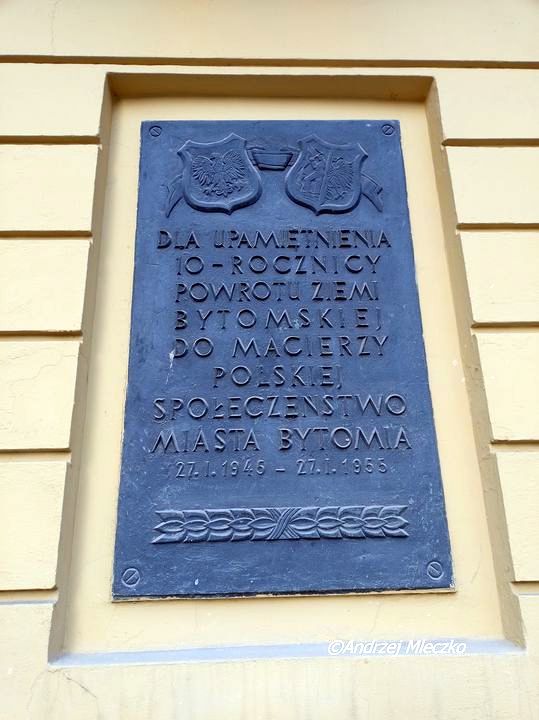 DLA UPAMIĘTNIENIA
10-ROCZNICY
POWROTU ZIEMI
BYTOMSKIEJ
DO MACIERZY
POLSKIEJ
SPOŁECZEŃSTWO
MIASTA BYTOMIA
27.I.1945 - 27.I.1955
©Andrzej Mleczko